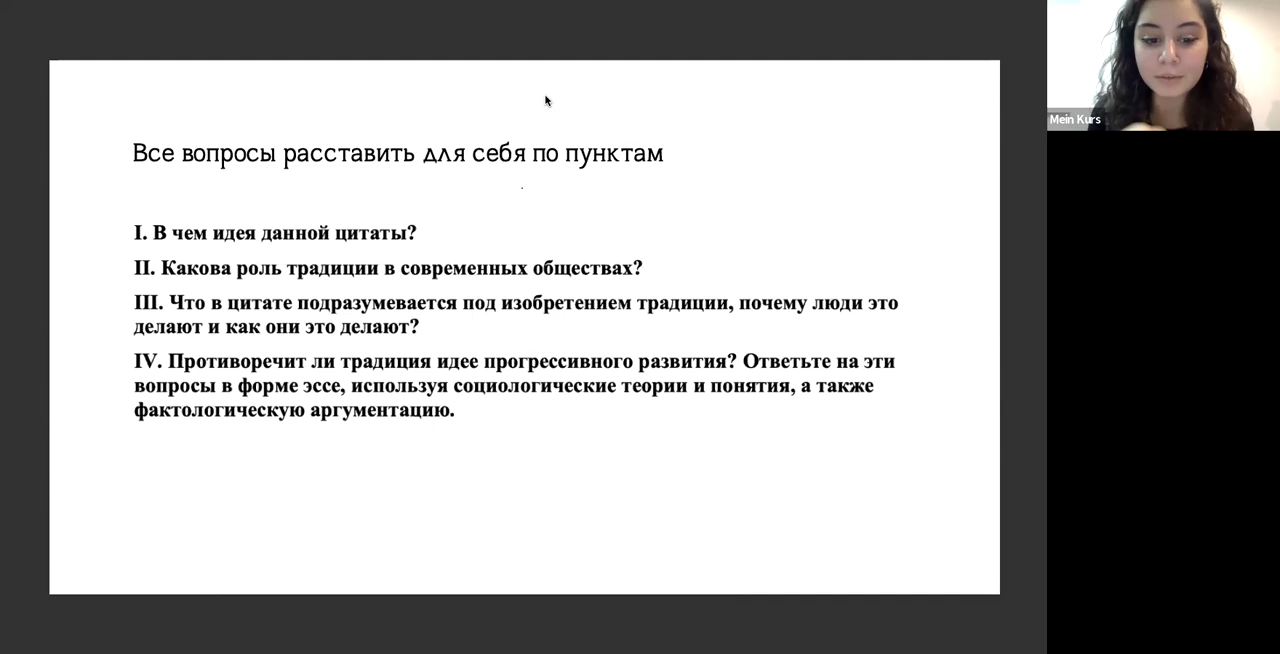 Все вопросы расставить для себя по пунктам
I. В чем идея данной цитаты?
II. Какова роль традиции в современных обществах?
III. Что в цитате подразумевается под изобретением традиции, почему люди это
делают и как они это делают?
IV. Противоречит ли традиция идее прогрессивного развития? Ответьте на эти
вопросы в форме эссе, используя социологические теории и понятия, а также
фактологическую аргументацию.
Mein Kurs